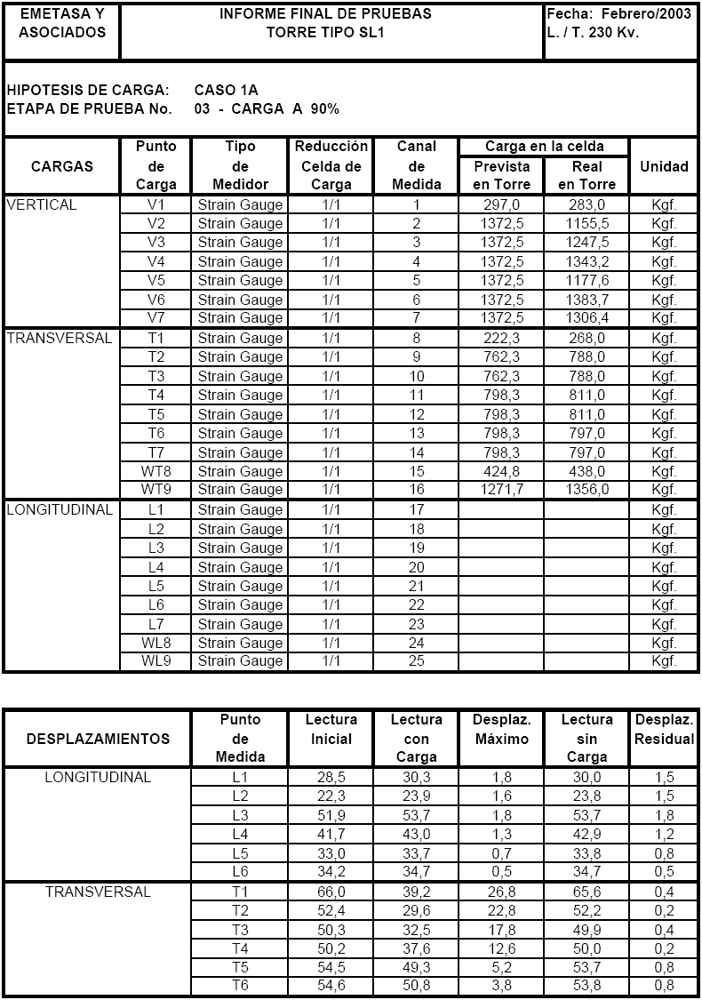 EMETASA Y ASOCIADOS
INFORME FINAL DE PRUEBAS
TORRE TIPO SL1
Fecha: Febrero/2003
L. / T. 230 Kv.
HIPOTESIS DE CARGA: CASO 1A
ETAPA DE PRUEBA No. 03 - CARGA A 90%
CARGAS Punto de Carga Tipo de Medidor Reducción Celda de Carga Canal de Medida Carga en la celda Prevista en Torre Real en Torre Unidad
VERTICAL V1 Strain Gauge 1/1 1 297,0 283,0 Kgf.
V2 Strain Gauge 1/1 2 1372,5 1155,5 Kgf.
V3 Strain Gauge 1/1 3 1372,5 1247,5 Kgf.
V4 Strain Gauge 1/1 4 1372,5 1343,2 Kgf.
V5 Strain Gauge 1/1 5 1372,5 1177,6 Kgf.
V6 Strain Gauge 1/1 6 1372,5 1383,7 Kgf.
V7 Strain Gauge 1/1 7 1372,5 1306,4 Kgf.
TRANSVERSAL T1 Strain Gauge 1/1 8 222,3 268,0 Kgf.
T2 Strain Gauge 1/1 9 762,3 788,0 Kgf.
T3 Strain Gauge 1/1 10 762,3 788,0 Kgf.
T4 Strain Gauge 1/1 11 798,3 811,0 Kgf.
T5 Strain Gauge 1/1 12 798,3 811,0 Kgf.
T6 Strain Gauge 1/1 13 798,3 797,0 Kgf.
T7 Strain Gauge 1/1 14 798,3 797,0 Kgf.
WT8 Strain Gauge 1/1 15 424,8 438,0 Kgf.
WT9 Strain Gauge 1/1 16 1271,7 1356,0 Kgf.
LONGITUDINAL L1 Strain Gauge 1/1 17 Kgf.
L2 Strain Gauge 1/1 18 Kgf.
L3 Strain Gauge 1/1 19 Kgf.
L4 Strain Gauge 1/1 20 Kgf.
L5 Strain Gauge 1/1 21 Kgf.
L6 Strain Gauge 1/1 22 Kgf.
L7 Strain Gauge 1/1 23 Kgf.
WL8 Strain Gauge 1/1 24 Kgf.
WL9 Strain Gauge 1/1 25 Kgf.
DESPLAZAMIENTOS Punto de Medida Lectura Inicial Lectura con Carga Desplaz. Máximo Lectura sin Carga Desplaz. Residual
LONGITUDINAL L1 28,5 30,3 1,8 30,0 1,5
L2 22,3 23,9 1,6 23,8 1,5
L3 51,9 53,7 1,8 53,7 1,8
L4 41,7 43,0 1,3 42,9 1,2
L5 33,0 33,7 0,7 33,8 0,8
L6 34,2 34,7 0,5 34,7 0,5
TRANSVERSAL T1 66,0 39,2 26,8 65,6 0,4
T2 52,4 29,6 22,8 52,2 0,2
T3 50,3 32,5 17,8 49,9 0,4
T4 50,2 37,6 12,6 50,0 0,2
T5 54,5 49,3 5,2 53,7 0,8
T6 54,6 50,8 3,8 53,8 0,8